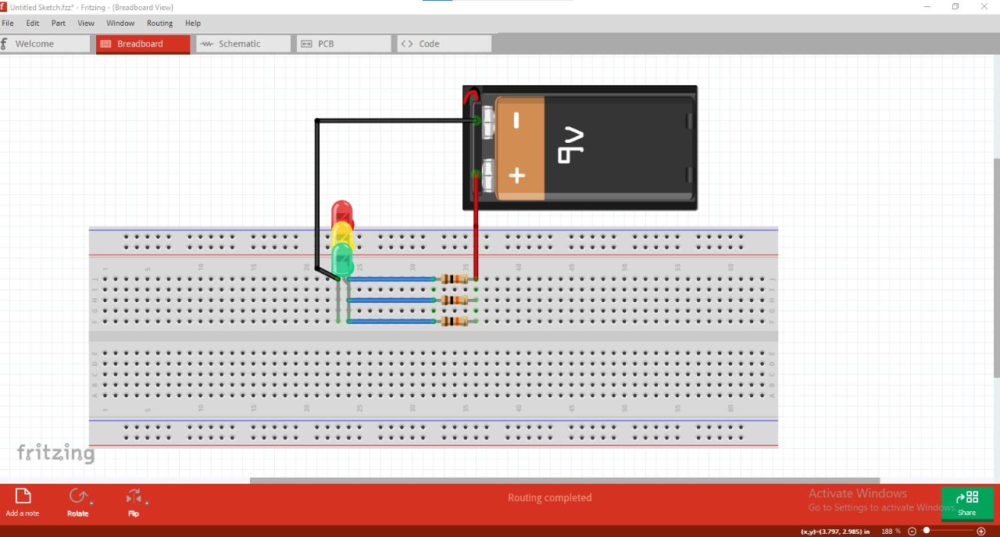 Untitled Sketch.fzz* - Fritzing - [Breadboard View]
File Edit Part View Window Routing Help
Welcome Breadboard Schematic PCB Code
9V
1 5 10 15 20 25 30 35 40 45 50 55 60
J J
I I
H H
G G
F F
E E
D D
C C
B B
A A
1 5 10 15 20 25 30 35 40 45 50 55 60
fritzing
Routing completed
Activate Windows
Go to Settings to activate Windows.
Add a note Rotate Flip Share
(x,y)=(3.797, 2.985) in 188 %